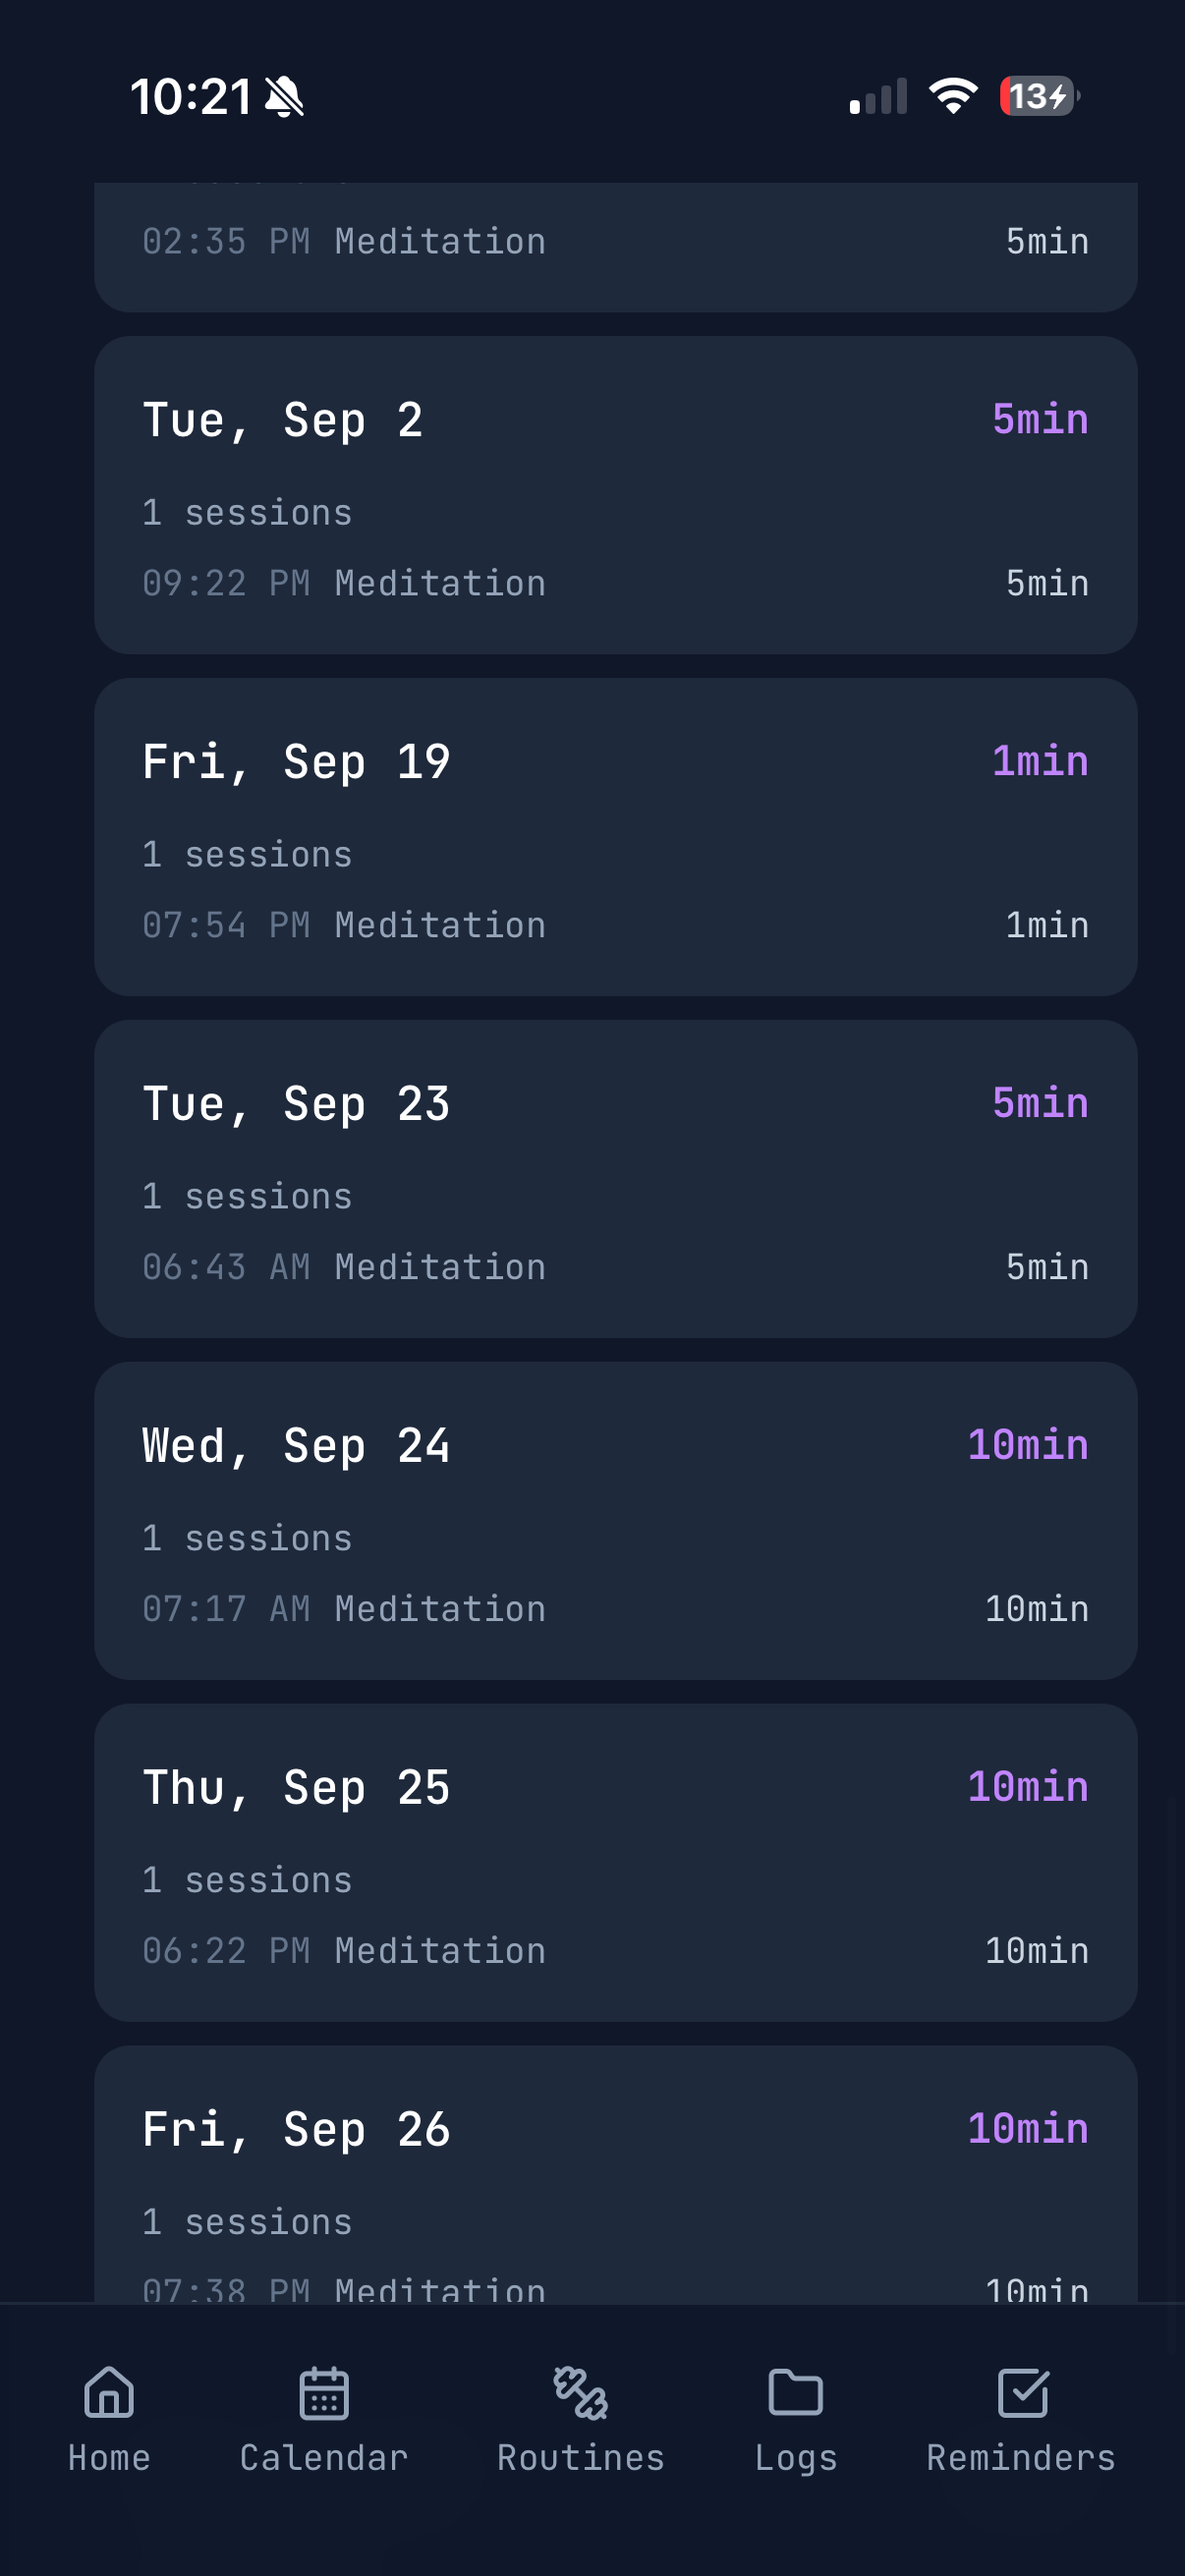 10:21
13
02:35 PM Meditation 5min
Tue, Sep 2 5min
1 sessions
09:22 PM Meditation 5min
Fri, Sep 19 1min
1 sessions
07:54 PM Meditation 1min
Tue, Sep 23 5min
1 sessions
06:43 AM Meditation 5min
Wed, Sep 24 10min
1 sessions
07:17 AM Meditation 10min
Thu, Sep 25 10min
1 sessions
06:22 PM Meditation 10min
Fri, Sep 26 10min
1 sessions
07:38 PM Meditation 10min
Home Calendar Routines Logs Reminders